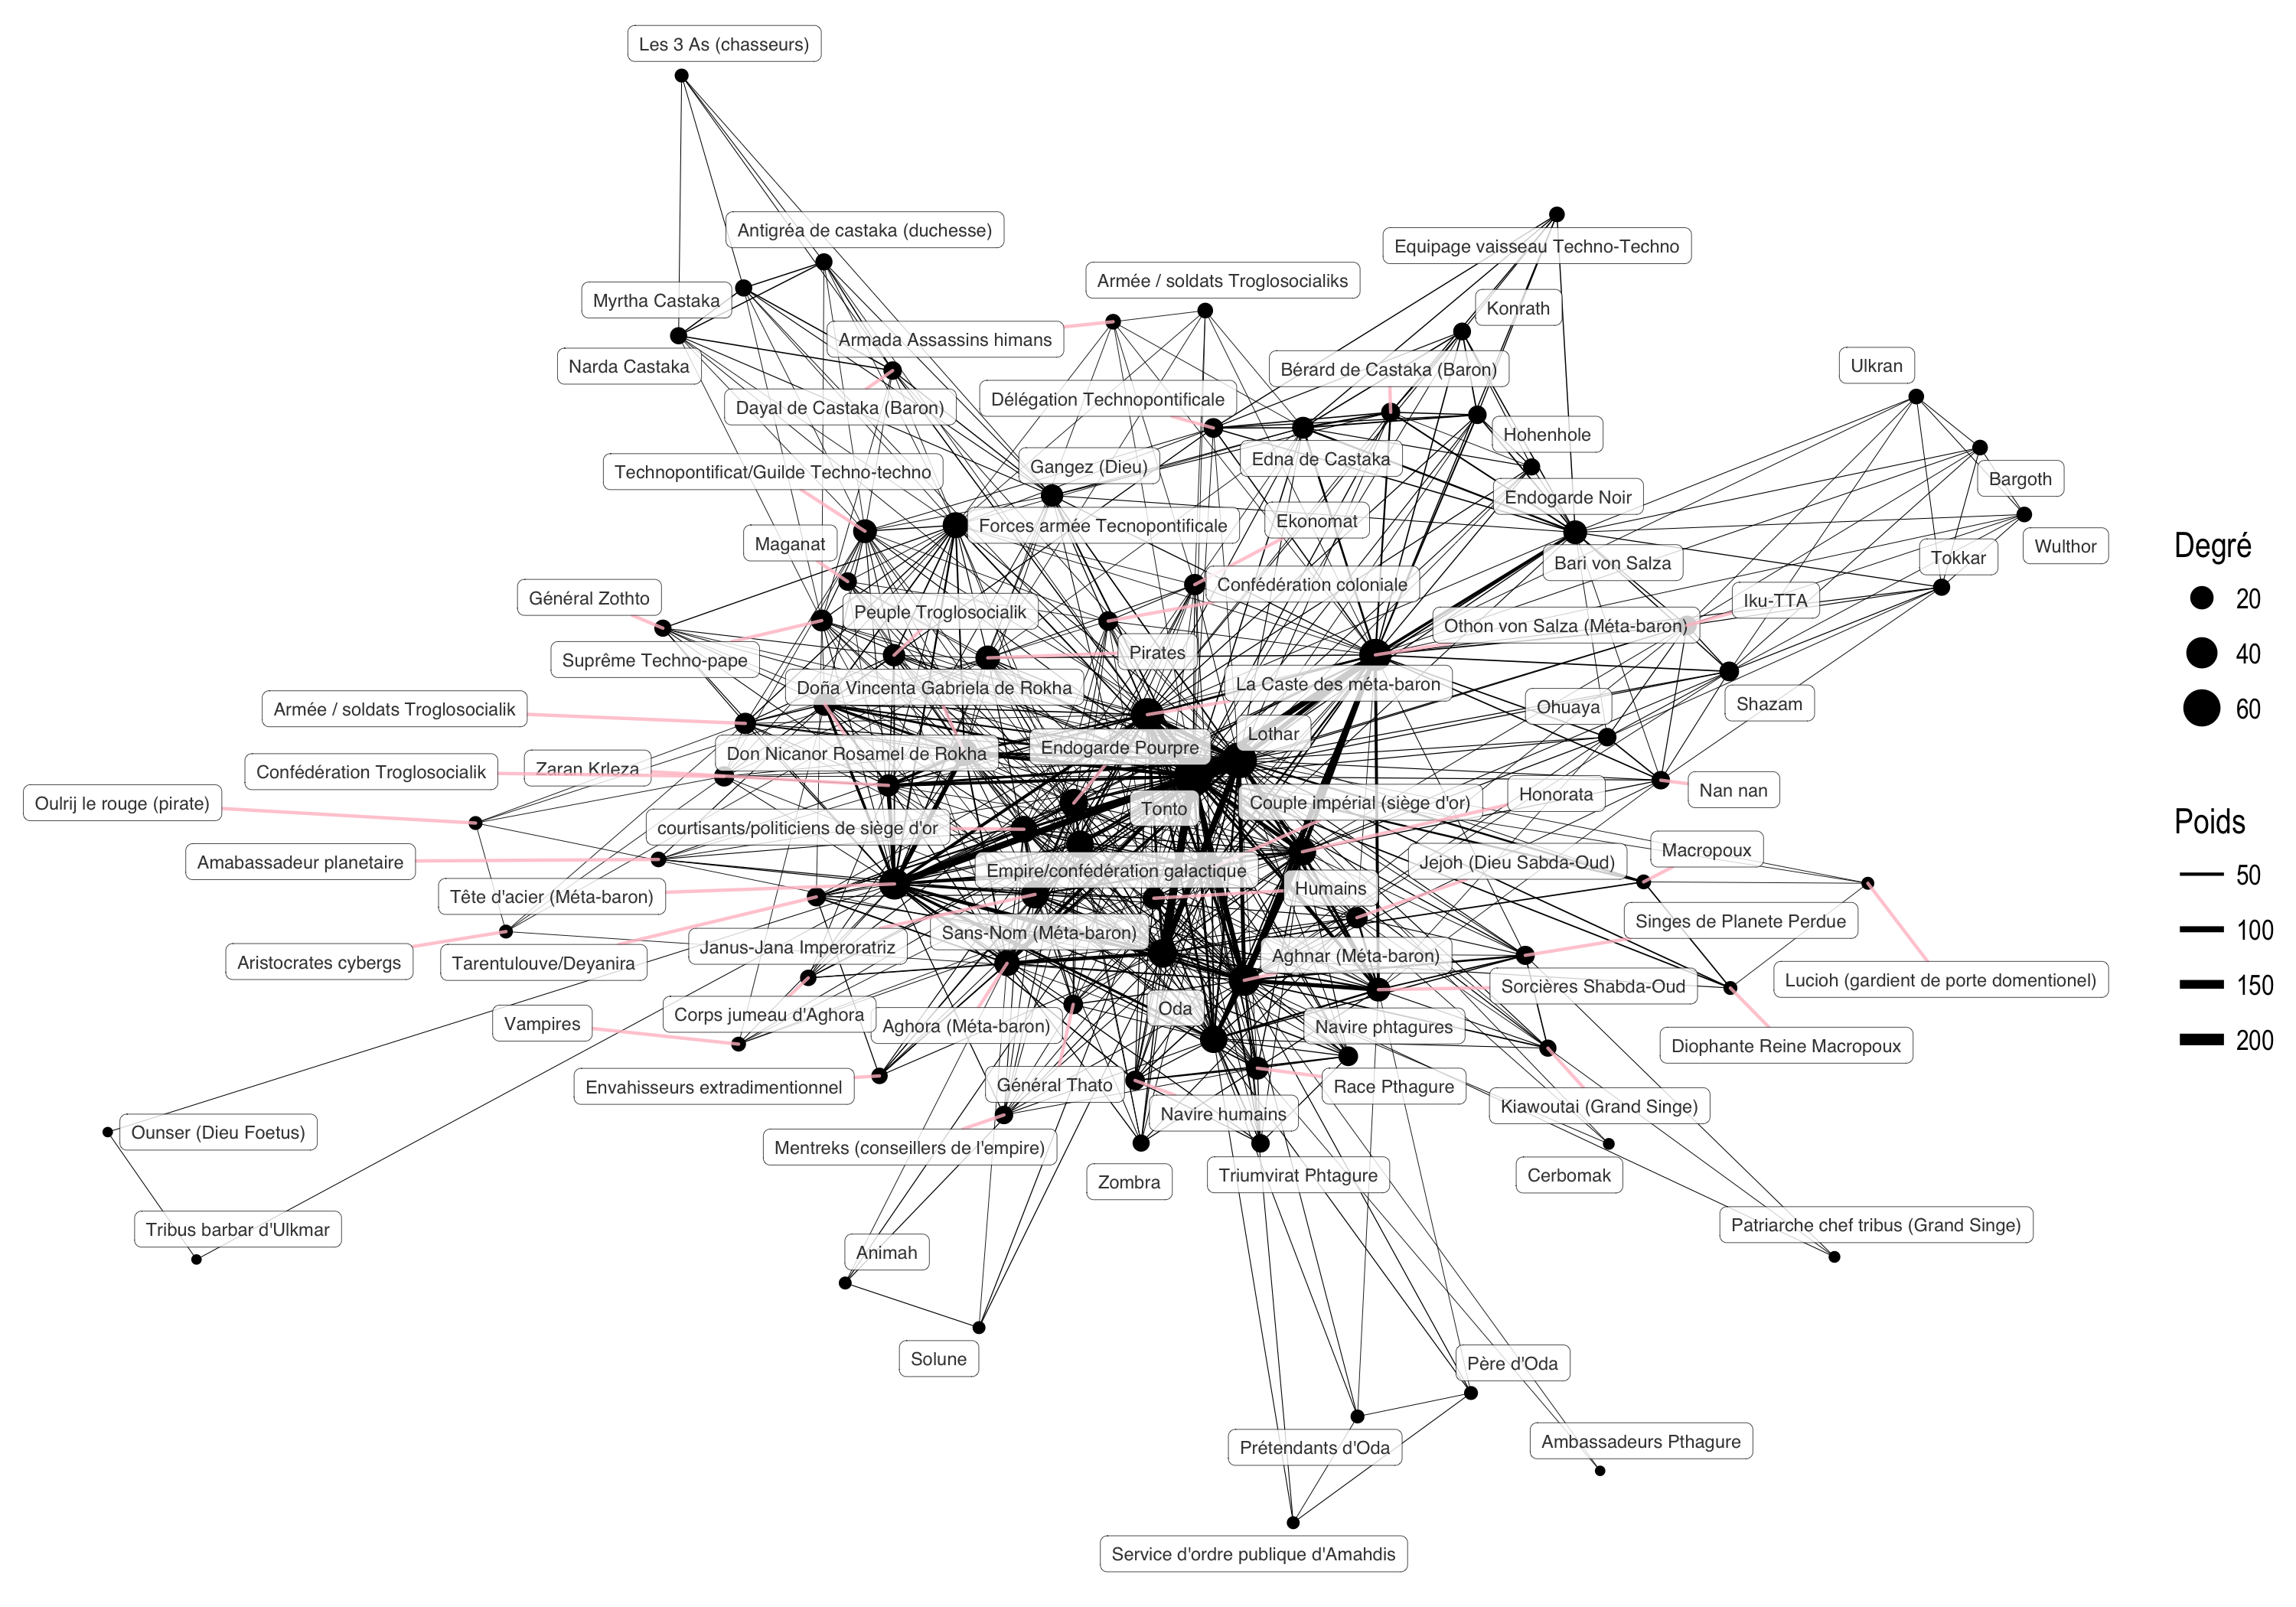 Les 3 As (chasseurs)
Antigréa de castaka (duchesse)
Equipage vaisseau Techno-Techno
Armée / soldats Troglosocialiks
Myrtha Castaka
Konrath
Armada Assassins himans
Narda Castaka
Bérard de Castaka (Baron)
Ulkran
Délégation Technopontificale
Dayal de Castaka (Baron)
Hohenhole
Edna de Castaka
Gangez (Dieu)
Technopontificat/Guilde Techno-techno
Bargoth
Endogarde Noir
Ekonomat
Forces armée Tecnopontificale
Maganat
Wulthor
Tokkar
Bari von Salza
Confédération coloniale
Général Zothto
Iku-TTA
Peuple Troglosocialik
Othon von Salza (Méta-baron)
Pirates
Suprême Techno-pape
La Caste des méta-baron
Doña Vincenta Gabriela de Rokha
Shazam
Ohuaya
Armée / soldats Troglosocialik
Lothar
Endogarde Pourpre
Don Nicanor Rosamel de Rokha
Zaran Krleza
Confédération Troglosocialik
Nan nan
Honorata
Couple impérial (siège d'or)
Oulrij le rouge (pirate)
Tonto
courtisants/politiciens de siège d'or
Macropoux
Jejoh (Dieu Sabda-Oud)
Amabassadeur planetaire
Empire/confédération galactique
Humains
Tête d'acier (Méta-baron)
Singes de Planete Perdue
Sans-Nom (Méta-baron)
Janus-Jana Imperoratriz
Aghnar (Méta-baron)
Aristocrates cybergs
Tarentulouve/Deyanira
Lucioh (gardient de porte domentionel)
Sorcières Shabda-Oud
Oda
Corps jumeau d'Aghora
Vampires
Aghora (Méta-baron)
Navire phtagures
Diophante Reine Macropoux
Général Thato
Race Pthagure
Envahisseurs extradimentionnel
Kiawoutai (Grand Singe)
Navire humains
Ounser (Dieu Foetus)
Mentreks (conseillers de l'empire)
Triumvirat Phtagure
Cerbomak
Zombra
Patriarche chef tribus (Grand Singe)
Tribus barbar d'Ulkmar
Animah
Solune
Père d'Oda
Ambassadeurs Pthagure
Prétendants d'Oda
Service d'ordre publique d'Amahdis
Degré
20
40
60
Poids
50
100
150
200